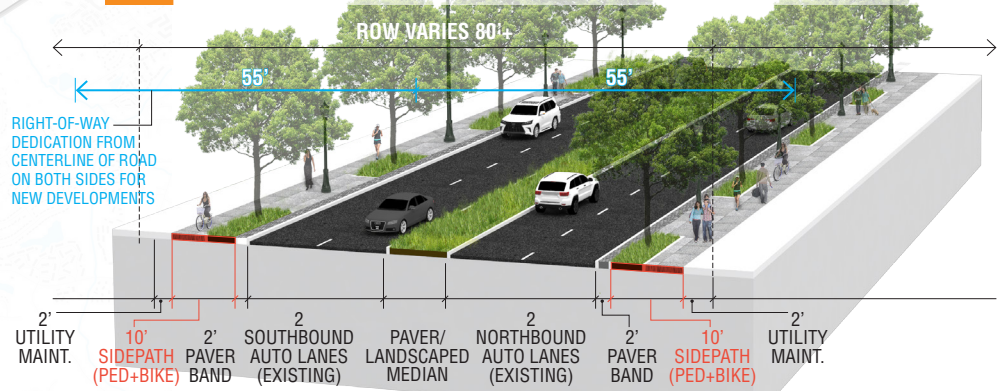 ROW VARIES 80'+
55'
55'
RIGHT-OF-WAY
DEDICATION FROM
CENTERLINE OF ROAD
ON BOTH SIDES FOR
NEW DEVELOPMENTS
2'
UTILITY
MAINT.
10'
SIDEPATH
(PED+BIKE)
2'
PAVER
BAND
2
SOUTHBOUND
AUTO LANES
(EXISTING)
PAVER/
LANDSCAPED
MEDIAN
2
NORTHBOUND
AUTO LANES
(EXISTING)
2'
PAVER
BAND
10'
SIDEPATH
(PED+BIKE)
2'
UTILITY
MAINT.